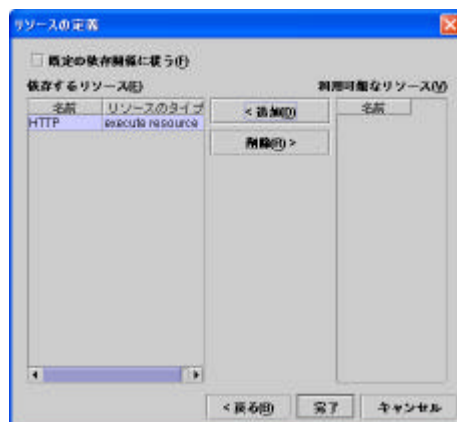 リソースの定義
既定の依存関係に従う(F)
依存するリソース(E)
利用可能なリソース(V)
名前 リソースのタイプ
HTTP execute resource
< 追加(D)
削除(R) >
名前
< 戻る(B)
完了
キャンセル